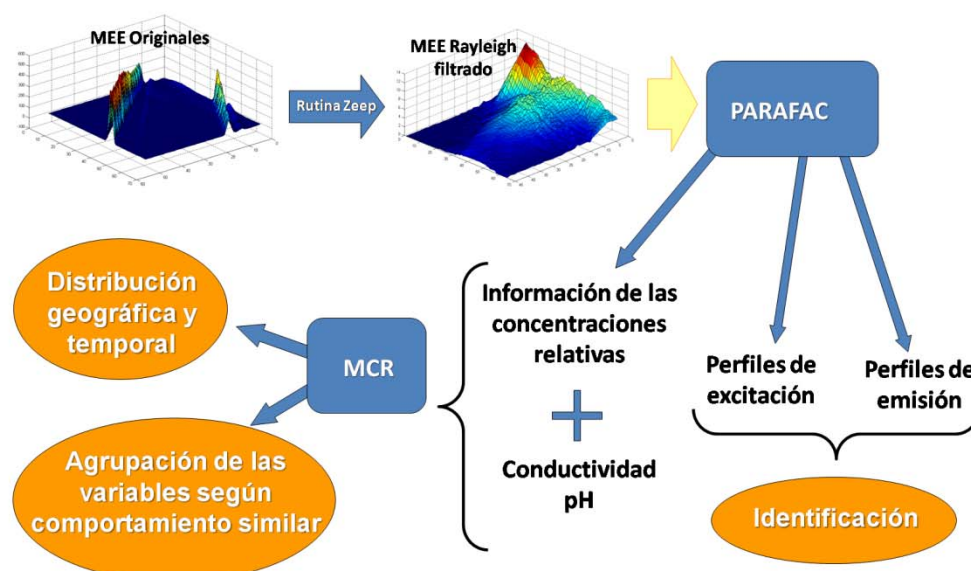 MEE Originales
MEE Rayleigh
filtrado
Rutina Zeep
PARAFAC
Distribución
geográfica y
temporal
MCR
Información de las
concentraciones
relativas
Perfiles de
excitación
Perfiles de
emisión
Agrupación de las
variables según
comportamiento similar
Conductividad
pH
Identificación